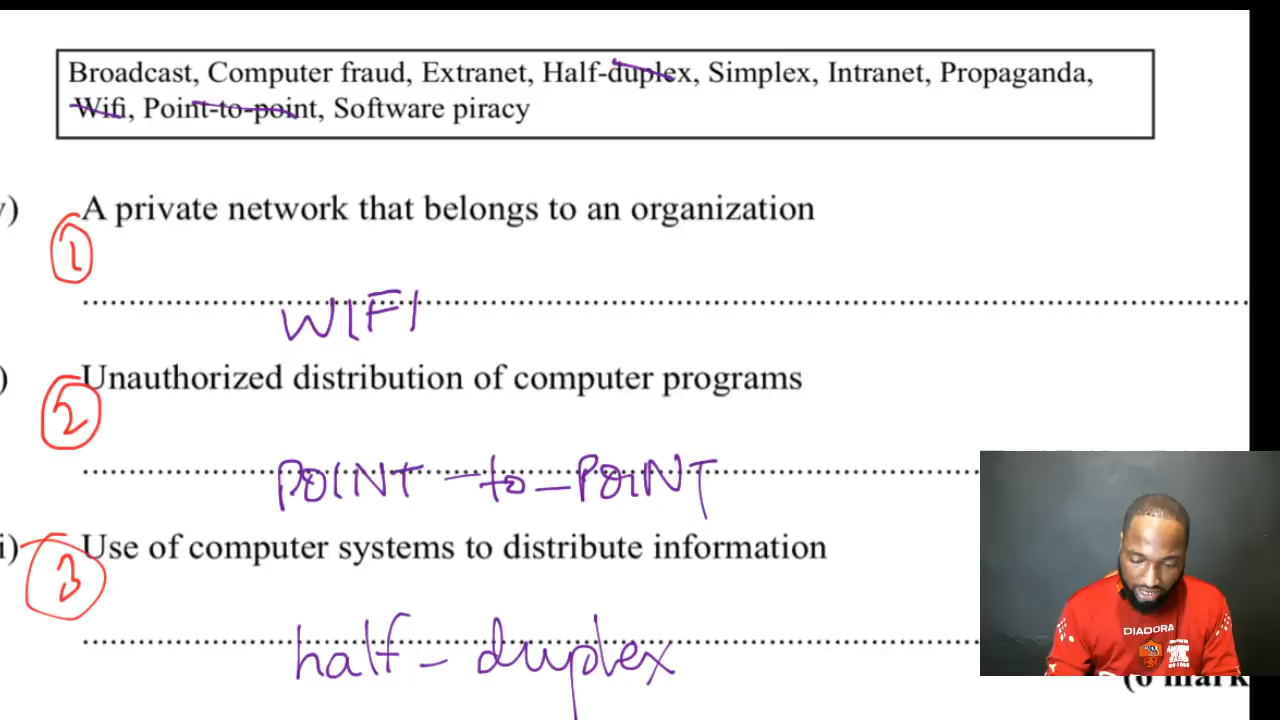 Broadcast, Computer fraud, Extranet, Half-duplex, Simplex, Intranet, Propaganda,
Wifi, Point-to-point, Software piracy
A private network that belongs to an organization
1
WIFI
Unauthorized distribution of computer programs
2
POINT-to-POINT
i) Use of computer systems to distribute information
3
half-duplex
DIADORA